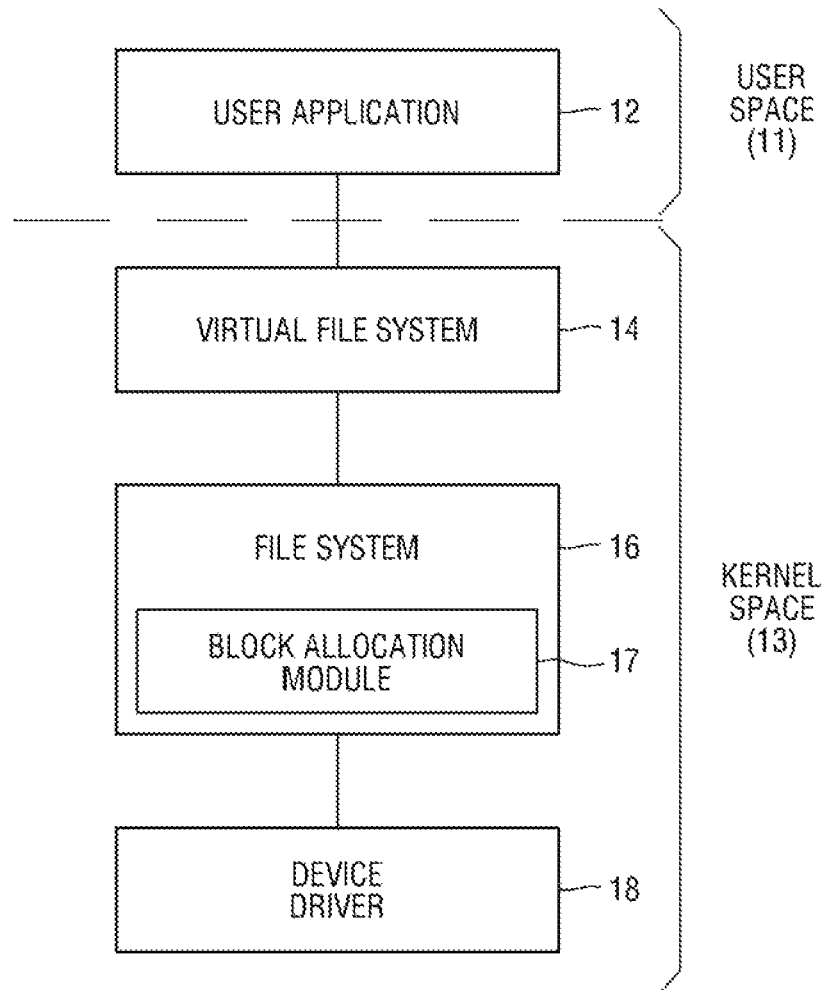 USER APPLICATION
12
USER
SPACE
(11)
VIRTUAL FILE SYSTEM
14
FILE SYSTEM
16
BLOCK ALLOCATION
MODULE
17
KERNEL
SPACE
(13)
DEVICE
DRIVER
18